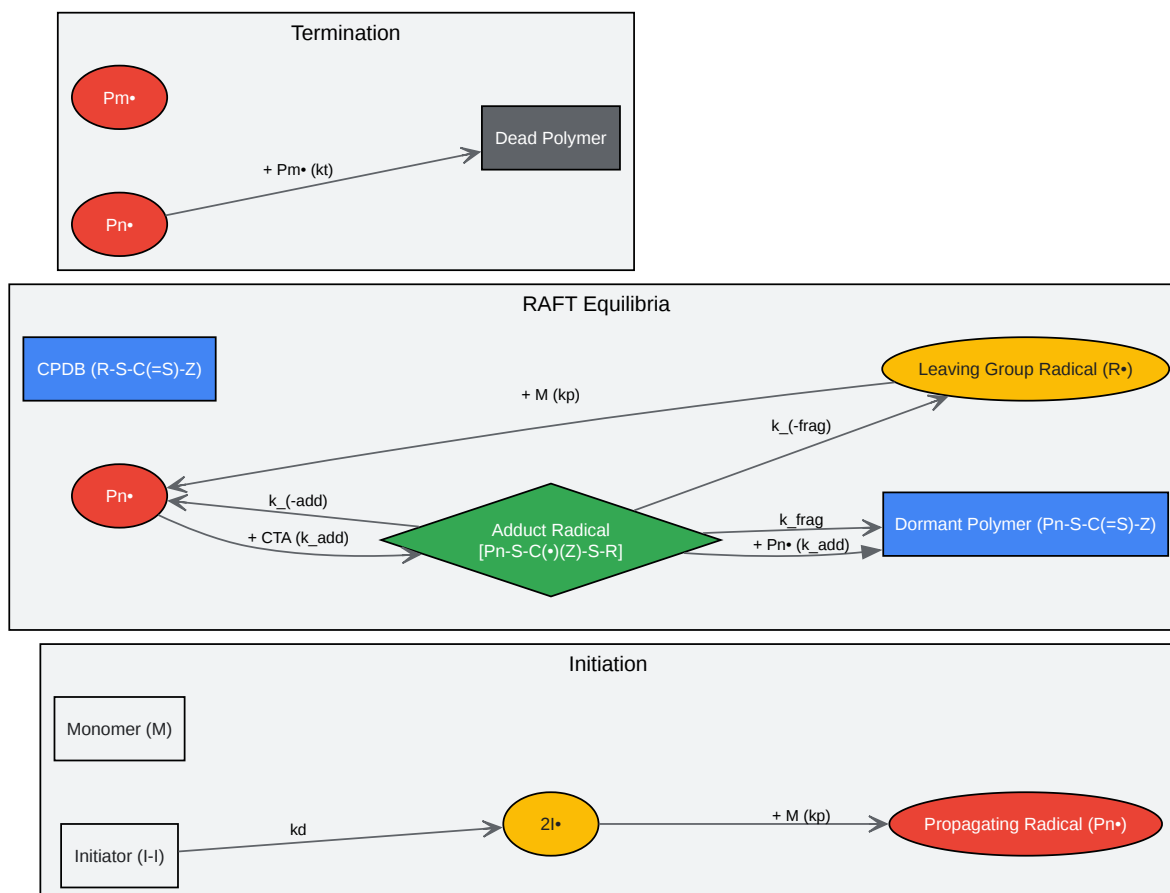 Termination
Pm•
Dead Polymer
+ Pm• (kt)
Pn•
RAFT Equilibria
CPDB (R-S-C(=S)-Z)
Leaving Group Radical (R•)
+ M (kp)
k_(-frag)
Pn•
k_(-add)
+ CTA (k_add)
Adduct Radical
[Pn-S-C(•)(Z)-S-R]
k_frag
+ Pn• (k_add)
Dormant Polymer (Pn-S-C(=S)-Z)
Initiation
Monomer (M)
Initiator (I-I)
kd
2I•
+ M (kp)
Propagating Radical (Pn•)